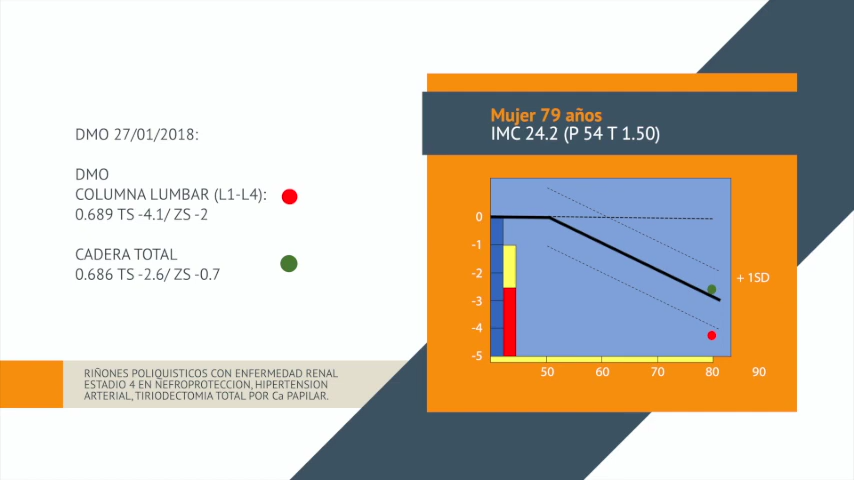 DMO 27/01/2018:
DMO
COLUMNA LUMBAR (L1-L4):
0.689 TS -4.1/ ZS -2
CADERA TOTAL
0.686 TS -2.6/ ZS -0.7
RIÑONES POLIQUISTICOS CON ENFERMEDAD RENAL
ESTADIO 4 EN NEFROPROTECCION, HIPERTENSION
ARTERIAL, TIRIODECTOMIA TOTAL POR Ca PAPILAR.
Mujer 79 años
IMC 24.2 (P 54 T 1.50)
0
-1
-2
-3
-4
-5
+ 1SD
50 60 70 80 90